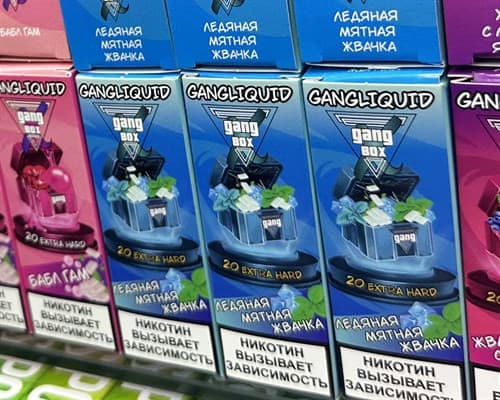 БАБЛ ГАМ
ЛЕДЯНАЯ
МЯТНАЯ
ЖВАЧКА
ЛЕДЯНАЯ
МЯТНАЯ
ЖВАЧКА
ЛЕДЯНАЯ
МЯТНАЯ
ЖВАЧКА
GANGLIQUID
gang
BOX
20 EXTRA HARD
БАБЛ ГАМ
НИКОТИН
ВЫЗЫВАЕТ
ЗАВИСИМОСТЬ
GANGLIQUID
gang
BOX
gang
20 EXTRA HARD
ЛЕДЯНАЯ
МЯТНАЯ
ЖВАЧКА
НИКОТИН
ВЫЗЫВАЕТ
ЗАВИСИМОСТЬ
GANGLIQUID
gang
BOX
gang
20 EXTRA HARD
ЛЕДЯНАЯ
МЯТНАЯ
ЖВАЧКА
НИКОТИН
ВЫЗЫВАЕТ
ЗАВИСИМОСТЬ
GANGLIQUID
gang
BOX
gang
20 EXTRA HARD
ЛЕДЯНАЯ
МЯТНАЯ
ЖВАЧКА
НИКОТИН
ВЫЗЫВАЕТ
ЗАВИСИМОСТЬ